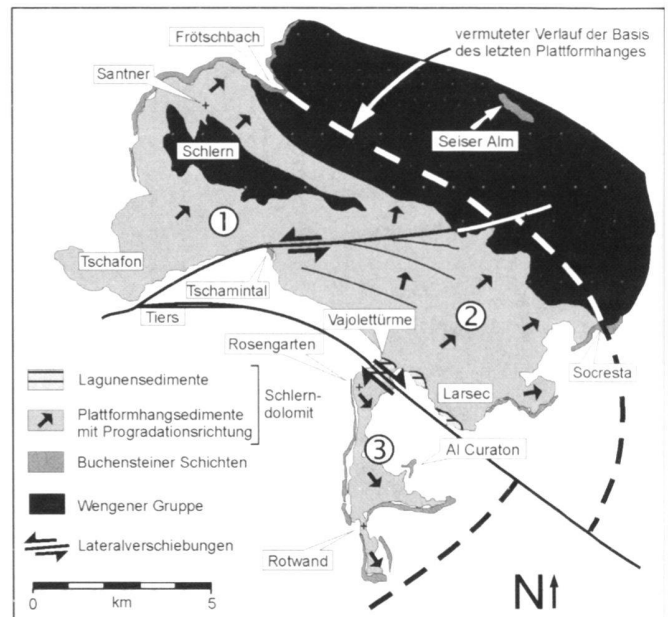 Frötschbach
vermuteter Verlauf der Basis
des letzten Plattformhanges
Santner
Seiser Alm
Schlern
1
Tschafon
Tschamintal
Tiers
Vajolettürme
2
Rosengarten
Socresta
Larsec
Lagunensedimente
Plattformhangsedimente
mit Progradationsrichtung
Schlern-
dolomit
3
Al Curaton
Buchensteiner Schichten
Wengener Gruppe
Lateralverschiebungen
Rotwand
0 5
km
N